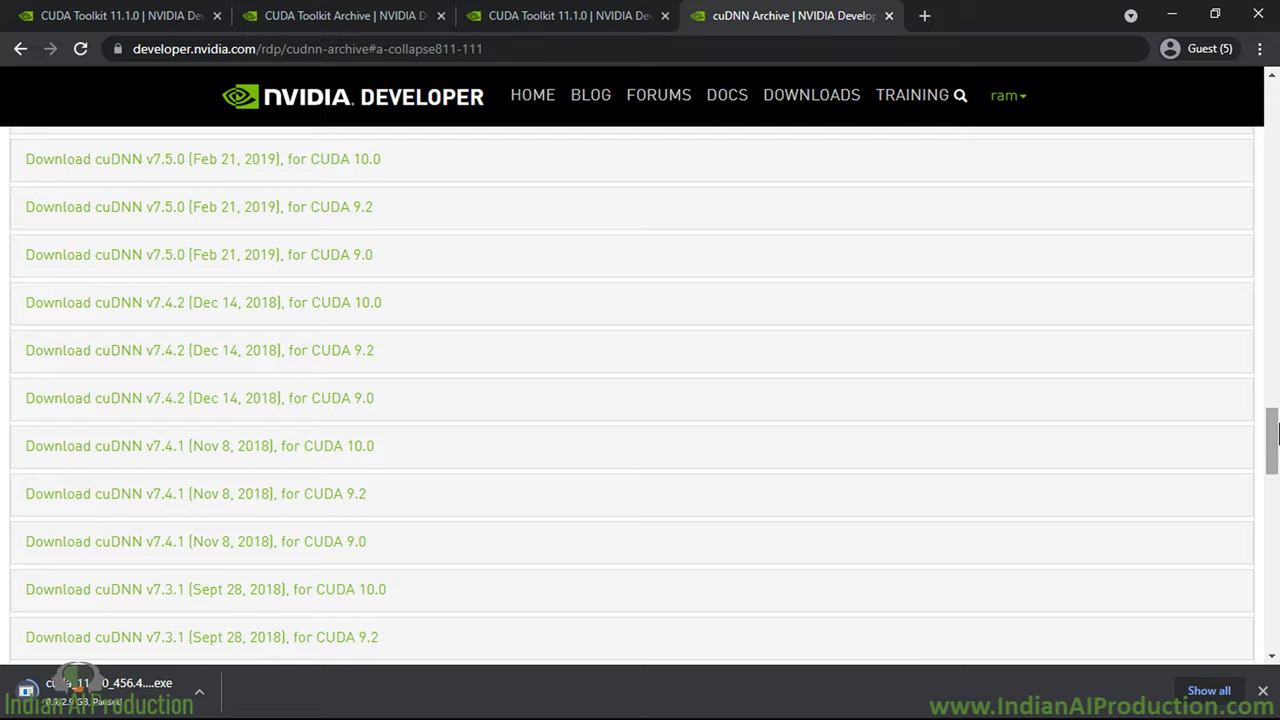 CUDA Toolkit 11.1.0 | NVIDIA De
CUDA Toolkit Archive | NVIDIA D
CUDA Toolkit 11.1.0 | NVIDIA De
cuDNN Archive | NVIDIA Develop
developer.nvidia.com/rdp/cudnn-archive#a-collapse811-111
Guest (5)
NVIDIA. DEVELOPER
HOME BLOG FORUMS DOCS DOWNLOADS TRAINING
ram
Download cuDNN v7.5.0 (Feb 21, 2019), for CUDA 10.0
Download cuDNN v7.5.0 (Feb 21, 2019), for CUDA 9.2
Download cuDNN v7.5.0 (Feb 21, 2019), for CUDA 9.0
Download cuDNN v7.4.2 (Dec 14, 2018), for CUDA 10.0
Download cuDNN v7.4.2 (Dec 14, 2018), for CUDA 9.2
Download cuDNN v7.4.2 (Dec 14, 2018), for CUDA 9.0
Download cuDNN v7.4.1 (Nov 8, 2018), for CUDA 10.0
Download cuDNN v7.4.1 (Nov 8, 2018), for CUDA 9.2
Download cuDNN v7.4.1 (Nov 8, 2018), for CUDA 9.0
Download cuDNN v7.3.1 (Sept 28, 2018), for CUDA 10.0
Download cuDNN v7.3.1 (Sept 28, 2018), for CUDA 9.2
Show all
IndianAIProduction
www.IndianAIProduction.com